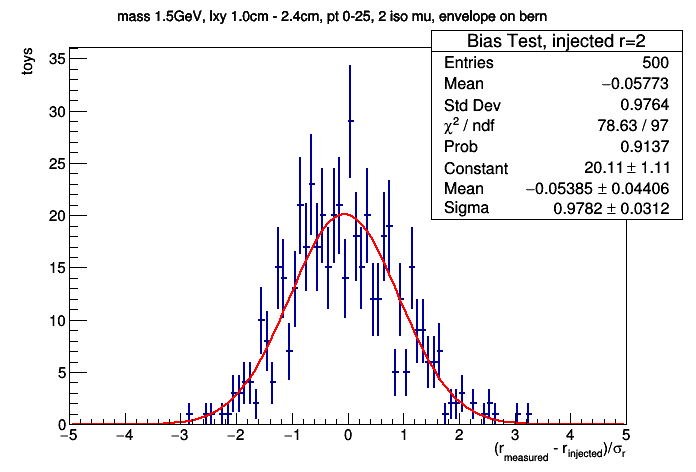 mass 1.5GeV, lxy 1.0cm - 2.4cm, pt 0-25, 2 iso mu, envelope on bern
Bias Test, injected r=2
Entries 500
Mean −0.05773
Std Dev 0.9764
χ² / ndf 78.63 / 97
Prob 0.9137
Constant 20.11 ± 1.11
Mean −0.05385 ± 0.04406
Sigma 0.9782 ± 0.0312
toys
35
30
25
20
15
10
5
0
−5 −4 −3 −2 −1 0 1 2 3 4 5
(r_measured - r_injected)/σ_r